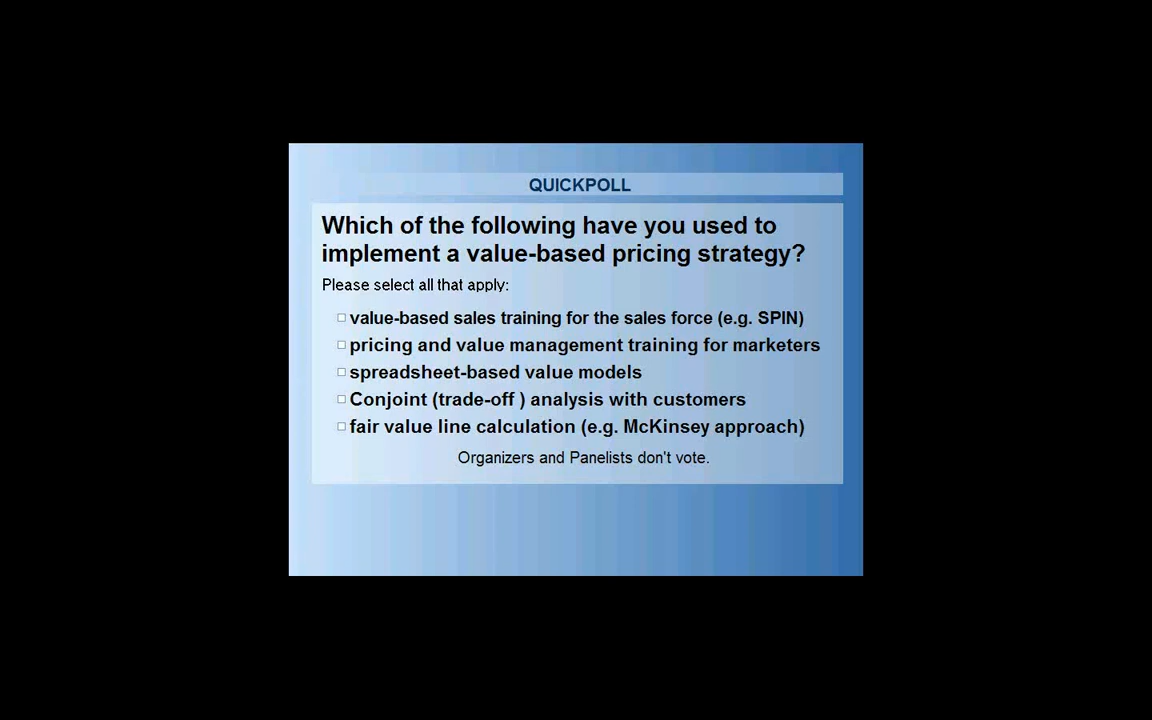 QUICKPOLL
Which of the following have you used to
implement a value-based pricing strategy?
Please select all that apply:
value-based sales training for the sales force (e.g. SPIN)
pricing and value management training for marketers
spreadsheet-based value models
Conjoint (trade-off ) analysis with customers
fair value line calculation (e.g. McKinsey approach)
Organizers and Panelists don't vote.